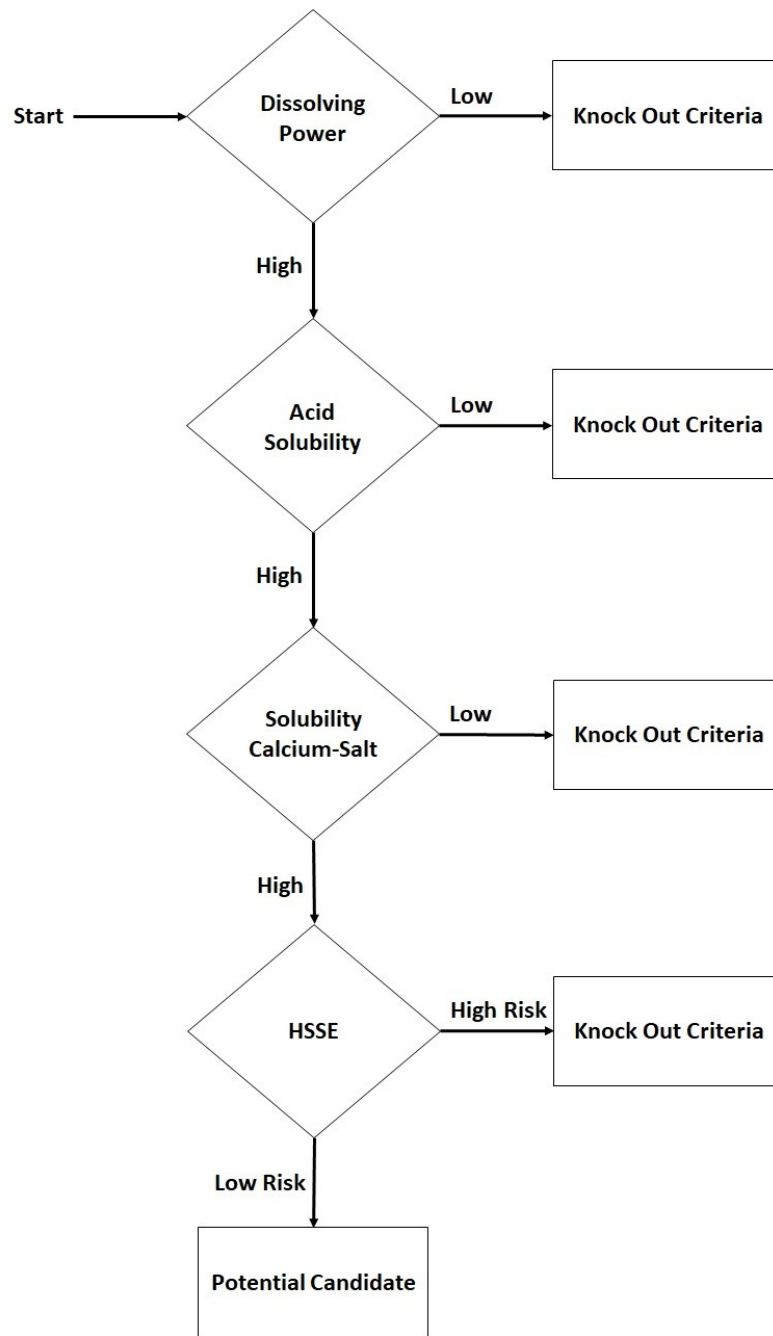 Start
Dissolving
Power
Low
Knock Out Criteria
High
Acid
Solubility
Low
Knock Out Criteria
High
Solubility
Calcium-Salt
Low
Knock Out Criteria
High
HSSE
High Risk
Knock Out Criteria
Low Risk
Potential Candidate